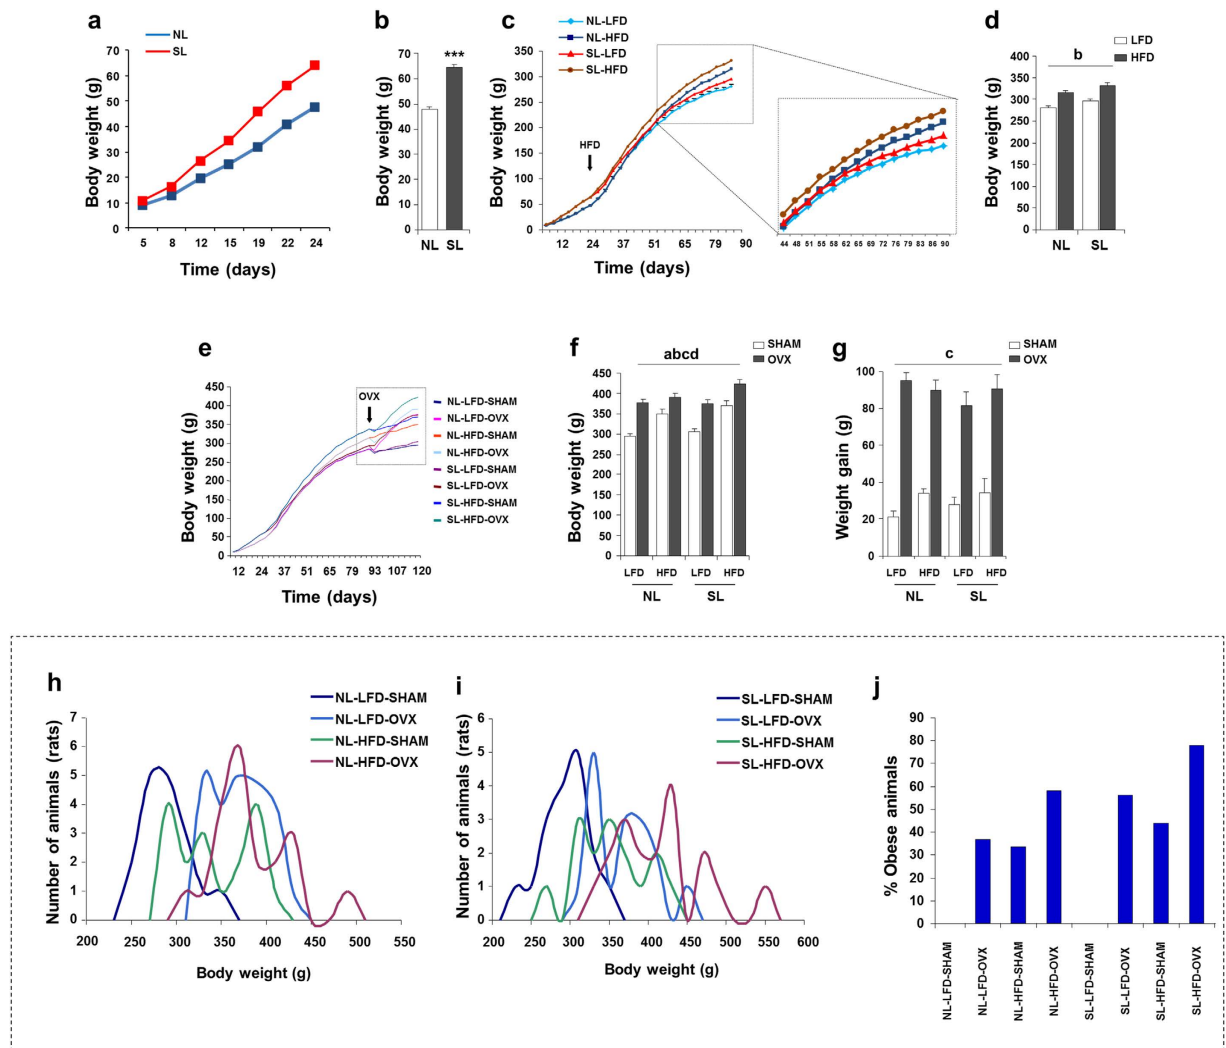 a
NL
SL
Body weight (g)
70
60
50
40
30
20
10
0
5 8 12 15 19 22 24
Time (days)
b
Body weight (g)
70
60
50
40
30
20
10
0
***
NL SL
c
NL-LFD
NL-HFD
SL-LFD
SL-HFD
Body weight (g)
350
300
250
200
150
100
50
0
HFD
12 24 37 51 65 79 90
Time (days)
44 48 51 55 58 62 65 69 72 76 79 83 86 90
d
LFD
HFD
Body weight (g)
400
350
300
250
200
150
100
50
0
b
NL SL
e
Body weight (g)
450
400
350
300
250
200
150
100
50
0
OVX
12 24 37 51 65 79 93 107 120
Time (days)
NL-LFD-SHAM
NL-LFD-OVX
NL-HFD-SHAM
NL-HFD-OVX
SL-LFD-SHAM
SL-LFD-OVX
SL-HFD-SHAM
SL-HFD-OVX
f
SHAM
OVX
abcd
Body weight (g)
450
400
350
300
250
400
350
300
450
0
LFD HFD LFD HFD
NL SL
g
SHAM
OVX
c
Weight gain (g)
100
80
60
40
20
0
LFD HFD LFD HFD
NL SL
h
NL-LFD-SHAM
NL-LFD-OVX
NL-HFD-SHAM
NL-HFD-OVX
Number of animals (rats)
7
6
5
4
3
2
1
0
200 250 300 350 400 450 500 550
Body weight (g)
i
SL-LFD-SHAM
SL-LFD-OVX
SL-HFD-SHAM
SL-HFD-OVX
Number of animals (rats)
6
5
4
3
2
1
0
200 250 300 350 400 450 500 550 600
Body weight (g)
j
% Obese animals
90
80
70
60
50
40
30
20
10
0
NL-LFD-SHAM
NL-LFD-OVX
NL-HFD-SHAM
NL-HFD-OVX
SL-LFD-SHAM
SL-LFD-OVX
SL-HFD-SHAM
SL-HFD-OVX